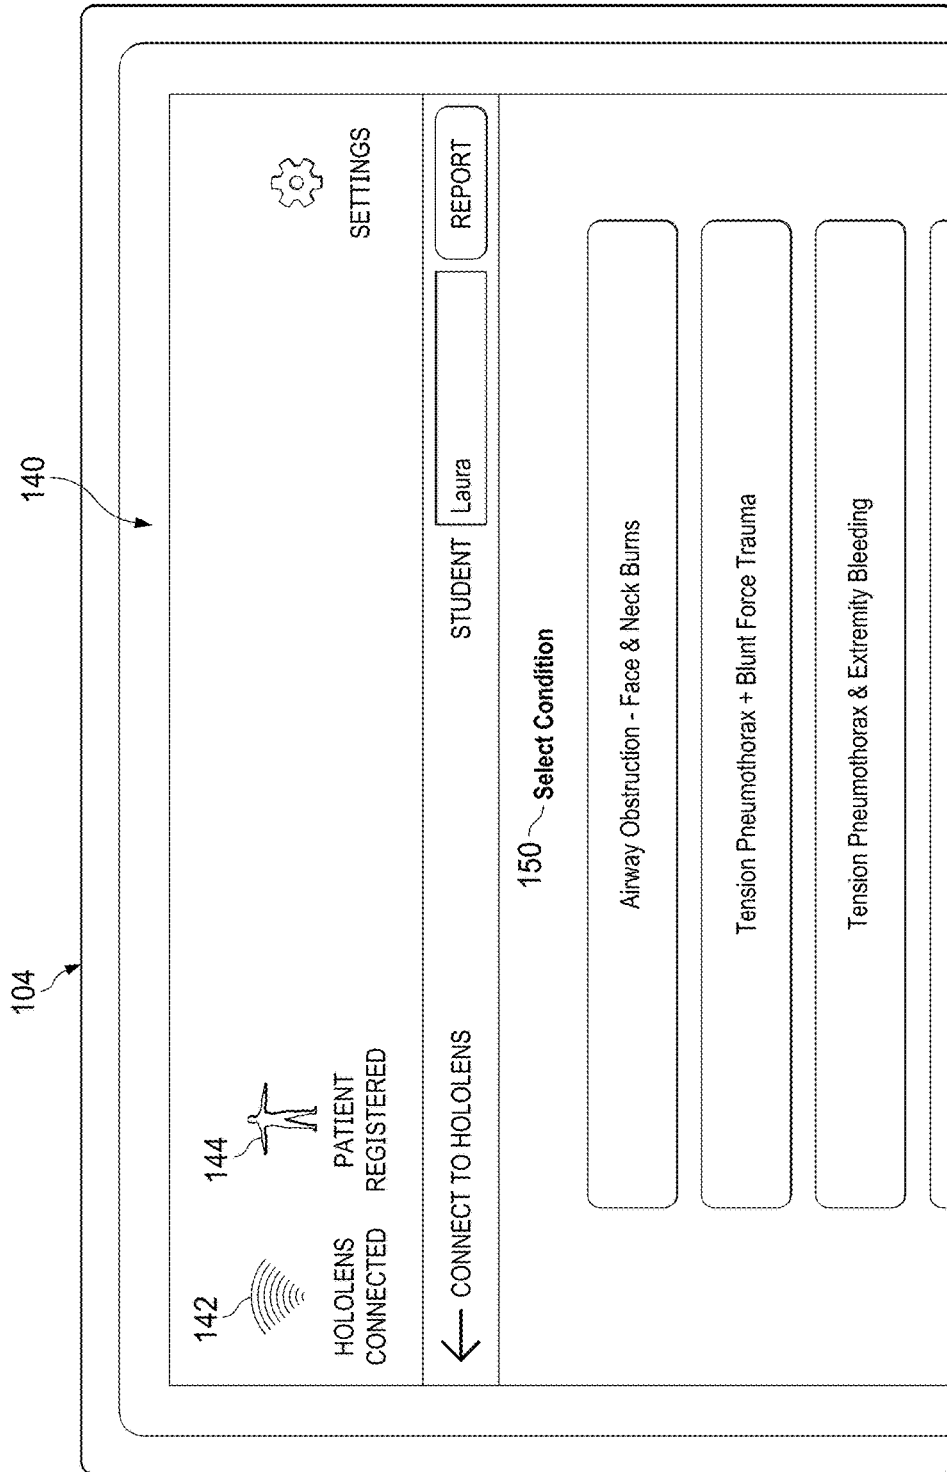 104
140
142
144
HOLOLENS
CONNECTED
PATIENT
REGISTERED
SETTINGS
CONNECT TO HOLOLENS
STUDENT
Laura
REPORT
150
Select Condition
Airway Obstruction - Face & Neck Burns
Tension Pneumothorax + Blunt Force Trauma
Tension Pneumothorax & Extremity Bleeding